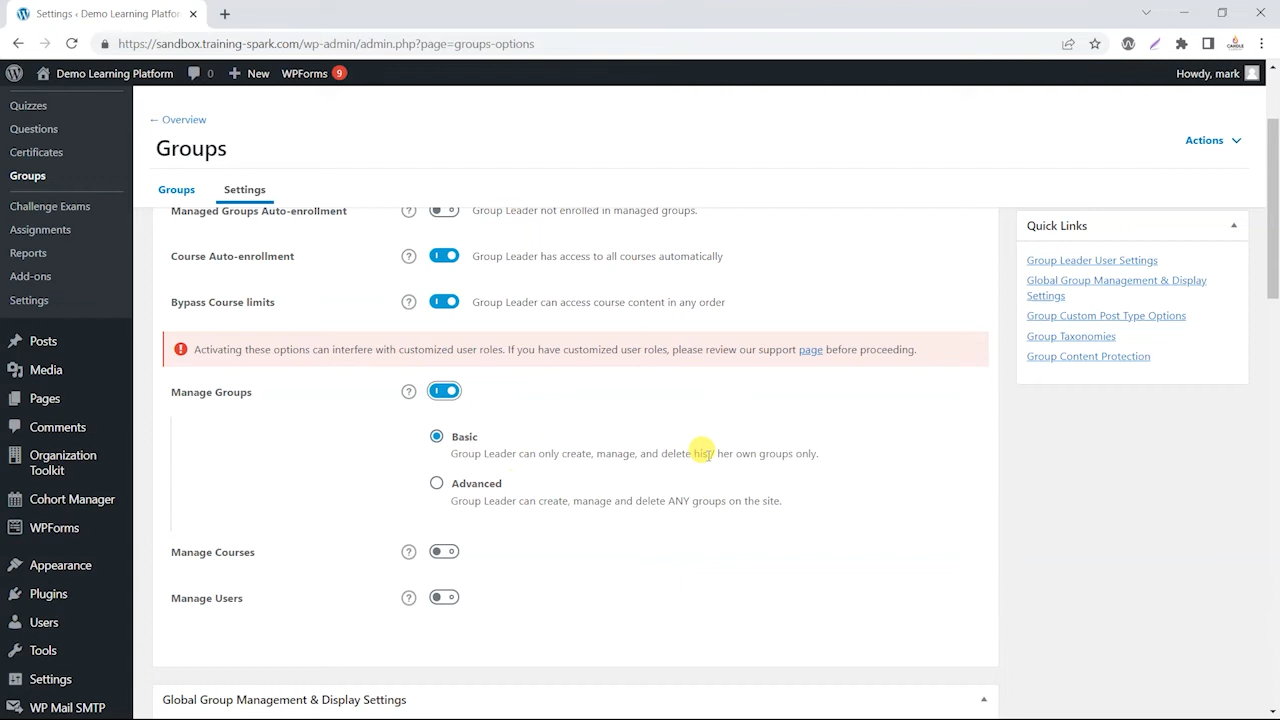 Settings ‹ Demo Learning Platfor
https://sandbox.training-spark.com/wp-admin/admin.php?page=groups-options
Demo Learning Platform
0
New
WPForms 9
Howdy, mark
Quizzes
Questions
Certificates
Groups
Challenge Exams
Assignments
Reports
Add-ons
Settings
Posts
Media
Pages
Comments
Organization
Toolkit
Cohort Manager
WPForms
Appearance
Plugins
Users
Tools
Settings
WP Mail SMTP
← Overview
Groups
Actions
Groups
Settings
Managed Groups Auto-enrollment
? Group Leader not enrolled in managed groups.
Course Auto-enrollment
? Group Leader has access to all courses automatically
Bypass Course limits
? Group Leader can access course content in any order
Activating these options can interfere with customized user roles. If you have customized user roles, please review our support page before proceeding.
Manage Groups
?
Basic
Group Leader can only create, manage, and delete his/ her own groups only.
Advanced
Group Leader can create, manage and delete ANY groups on the site.
Manage Courses
?
Manage Users
?
Global Group Management & Display Settings
Quick Links
Group Leader User Settings
Global Group Management & Display
Settings
Group Custom Post Type Options
Group Taxonomies
Group Content Protection